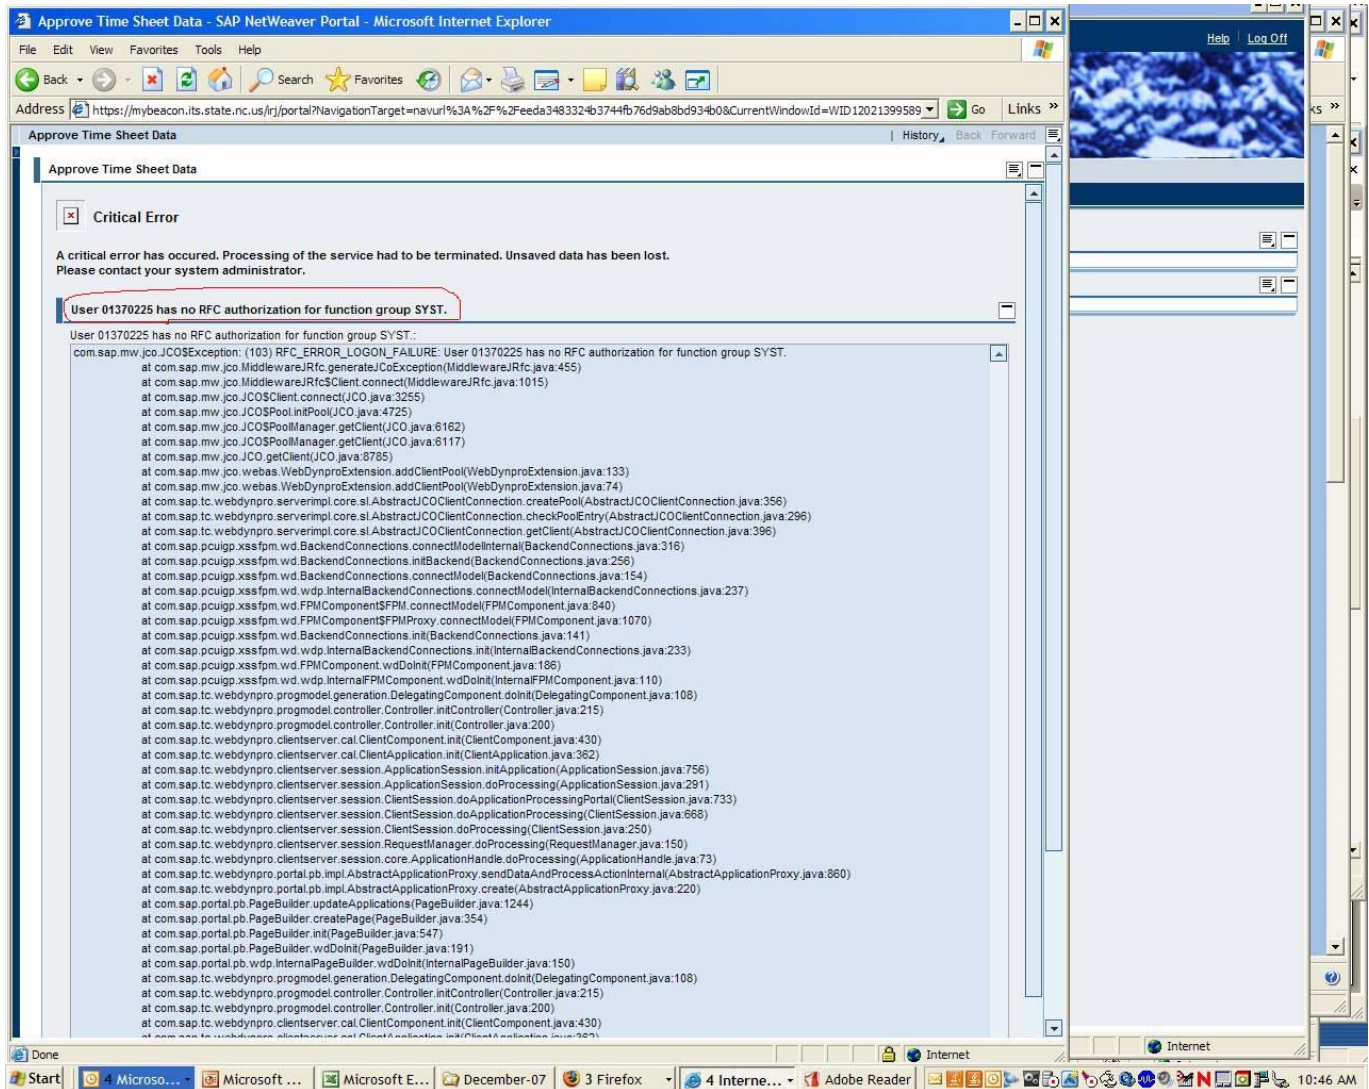 Approve Time Sheet Data - SAP NetWeaver Portal - Microsoft Internet Explorer
File Edit View Favorites Tools Help
Help Log Off
Back Search Favorites
Address https://mybeacon.its.state.nc.us/irj/portal?NavigationTarget=navurl%3A%2F%2Feeda3483324b3744fb76d9ab8bd934b0&CurrentWindowId=WID12021399589 Go Links »
ks »
Approve Time Sheet Data | History Back Forward
Approve Time Sheet Data
Critical Error
A critical error has occured. Processing of the service had to be terminated. Unsaved data has been lost.
Please contact your system administrator.
User 01370225 has no RFC authorization for function group SYST.
User 01370225 has no RFC authorization for function group SYST.:
com.sap.mw.jco.JCO$Exception: (103) RFC_ERROR_LOGON_FAILURE: User 01370225 has no RFC authorization for function group SYST.
at com.sap.mw.jco.MiddlewareJRfc.generateJCoException(MiddlewareJRfc.java:455)
at com.sap.mw.jco.MiddlewareJRfc$Client.connect(MiddlewareJRfc.java:1015)
at com.sap.mw.jco.JCO$Client.connect(JCO.java:3255)
at com.sap.mw.jco.JCO$Pool.initPool(JCO.java:4725)
at com.sap.mw.jco.JCO$PoolManager.getClient(JCO.java:6162)
at com.sap.mw.jco.JCO$PoolManager.getClient(JCO.java:6117)
at com.sap.mw.jco.JCO.getClient(JCO.java:8785)
at com.sap.mw.jco.webas.WebDynproExtension.addClientPool(WebDynproExtension.java:133)
at com.sap.mw.jco.webas.WebDynproExtension.addClientPool(WebDynproExtension.java:74)
at com.sap.tc.webdynpro.serverimpl.core.sl.AbstractJCOClientConnection.createPool(AbstractJCOClientConnection.java:356)
at com.sap.tc.webdynpro.serverimpl.core.sl.AbstractJCOClientConnection.checkPoolEntry(AbstractJCOClientConnection.java:296)
at com.sap.tc.webdynpro.serverimpl.core.sl.AbstractJCOClientConnection.getClient(AbstractJCOClientConnection.java:396)
at com.sap.pcuigp.xssfpm.wd.BackendConnections.connectModelInternal(BackendConnections.java:316)
at com.sap.pcuigp.xssfpm.wd.BackendConnections.initBackend(BackendConnections.java:256)
at com.sap.pcuigp.xssfpm.wd.BackendConnections.connectModel(BackendConnections.java:154)
at com.sap.pcuigp.xssfpm.wd.wdp.InternalBackendConnections.connectModel(InternalBackendConnections.java:237)
at com.sap.pcuigp.xssfpm.wd.FPMComponent$FPM.connectModel(FPMComponent.java:840)
at com.sap.pcuigp.xssfpm.wd.FPMComponent$FPMProxy.connectModel(FPMComponent.java:1070)
at com.sap.pcuigp.xssfpm.wd.BackendConnections.init(BackendConnections.java:141)
at com.sap.pcuigp.xssfpm.wd.wdp.InternalBackendConnections.init(InternalBackendConnections.java:233)
at com.sap.pcuigp.xssfpm.wd.FPMComponent.wdDoInit(FPMComponent.java:186)
at com.sap.pcuigp.xssfpm.wd.wdp.InternalFPMComponent.wdDoInit(InternalFPMComponent.java:110)
at com.sap.tc.webdynpro.progmodel.generation.DelegatingComponent.doInit(DelegatingComponent.java:108)
at com.sap.tc.webdynpro.progmodel.controller.Controller.initController(Controller.java:215)
at com.sap.tc.webdynpro.progmodel.controller.Controller.init(Controller.java:200)
at com.sap.tc.webdynpro.clientserver.cal.ClientComponent.init(ClientComponent.java:430)
at com.sap.tc.webdynpro.clientserver.cal.ClientApplication.init(ClientApplication.java:362)
at com.sap.tc.webdynpro.clientserver.session.ApplicationSession.initApplication(ApplicationSession.java:756)
at com.sap.tc.webdynpro.clientserver.session.ApplicationSession.doProcessing(ApplicationSession.java:291)
at com.sap.tc.webdynpro.clientserver.session.ClientSession.doApplicationProcessingPortal(ClientSession.java:733)
at com.sap.tc.webdynpro.clientserver.session.ClientSession.doApplicationProcessing(ClientSession.java:668)
at com.sap.tc.webdynpro.clientserver.session.ClientSession.doProcessing(ClientSession.java:250)
at com.sap.tc.webdynpro.clientserver.session.RequestManager.doProcessing(RequestManager.java:150)
at com.sap.tc.webdynpro.clientserver.session.core.ApplicationHandle.doProcessing(ApplicationHandle.java:73)
at com.sap.tc.webdynpro.portal.pb.impl.AbstractApplicationProxy.sendDataAndProcessActionInternal(AbstractApplicationProxy.java:860)
at com.sap.tc.webdynpro.portal.pb.impl.AbstractApplicationProxy.create(AbstractApplicationProxy.java:220)
at com.sap.portal.pb.PageBuilder.updateApplications(PageBuilder.java:1244)
at com.sap.portal.pb.PageBuilder.createPage(PageBuilder.java:354)
at com.sap.portal.pb.PageBuilder.init(PageBuilder.java:547)
at com.sap.portal.pb.PageBuilder.wdDoInit(PageBuilder.java:191)
at com.sap.portal.pb.wdp.InternalPageBuilder.wdDoInit(InternalPageBuilder.java:150)
at com.sap.tc.webdynpro.progmodel.generation.DelegatingComponent.doInit(DelegatingComponent.java:108)
at com.sap.tc.webdynpro.progmodel.controller.Controller.initController(Controller.java:215)
at com.sap.tc.webdynpro.progmodel.controller.Controller.init(Controller.java:200)
at com.sap.tc.webdynpro.clientserver.cal.ClientComponent.init(ClientComponent.java:430)
at com.sap.tc.webdynpro.clientserver.cal.ClientApplication.init(ClientApplication.java:362)
Done Internet
Internet
Start 4 Microso... Microsoft ... Microsoft E... December-07 3 Firefox 4 Interne... Adobe Reader 10:46 AM